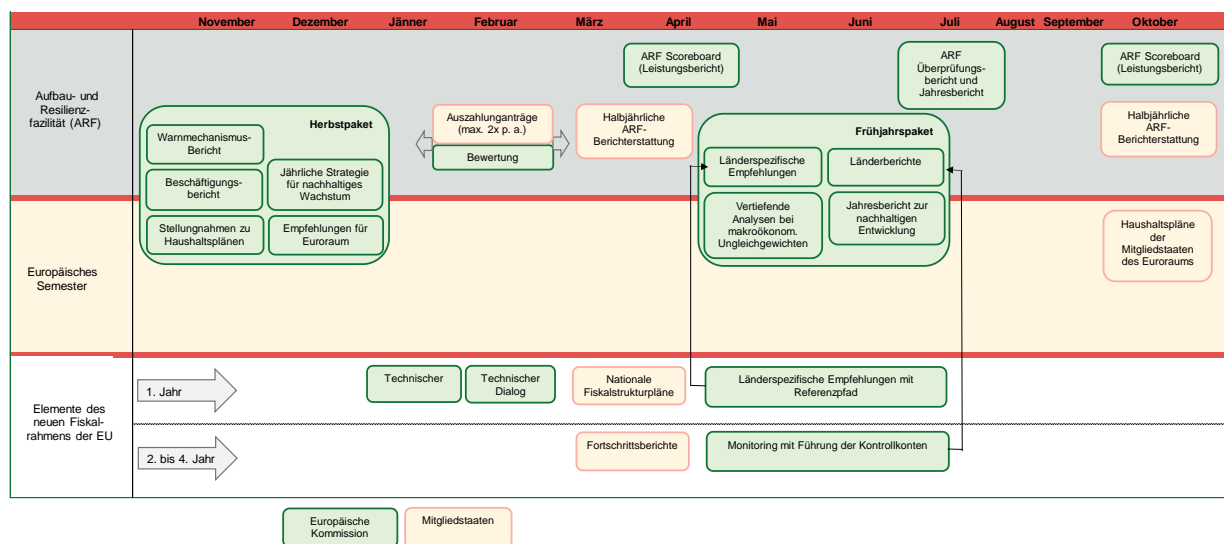 November Dezember Jänner Februar März April Mai Juni Juli August September Oktober
Aufbau- und
Resilienz-
fazilität (ARF)
ARF Scoreboard
(Leistungsbericht)
ARF
Überprüfungs-
bericht und
Jahresbericht
ARF Scoreboard
(Leistungsbericht)
Herbstpaket
Warnmechanismus-
Bericht
Beschäftigungs-
bericht
Jährliche Strategie
für nachhaltiges
Wachstum
Stellungnahmen zu
Haushaltsplänen
Empfehlungen für
Euroraum
Auszahlunganträge
(max. 2x p. a.)
Bewertung
Halbjährliche
ARF-
Berichterstattung
Frühjahrspaket
Länderspezifische
Empfehlungen
Länderberichte
Vertiefende
Analysen bei
makroökonom.
Ungleichgewichten
Jahresbericht zur
nachhaltigen
Entwicklung
Halbjährliche
ARF-
Berichterstattung
Europäisches
Semester
Haushaltspläne
der
Mitgliedstaaten
des Euroraums
Elemente des
neuen Fiskal-
rahmens der EU
1. Jahr
Technischer
Technischer
Dialog
Nationale
Fiskalstrukturpläne
Länderspezifische Empfehlungen mit
Referenzpfad
2. bis 4. Jahr
Fortschrittsberichte
Monitoring mit Führung der Kontrollkonten
Europäische
Kommission
Mitgliedstaaten